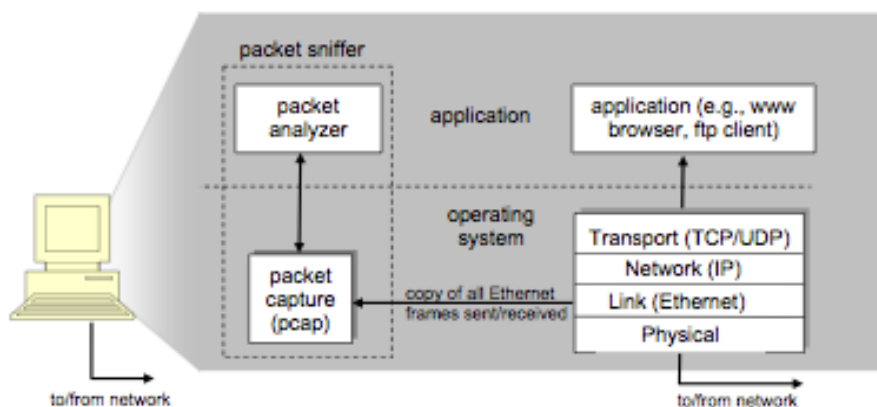 packet sniffer
packet
analyzer
application
application (e.g., www
browser, ftp client)
operating
system
packet
capture
(pcap)
copy of all Ethernet
frames sent/received
Transport (TCP/UDP)
Network (IP)
Link (Ethernet)
Physical
to/from network
to/from network